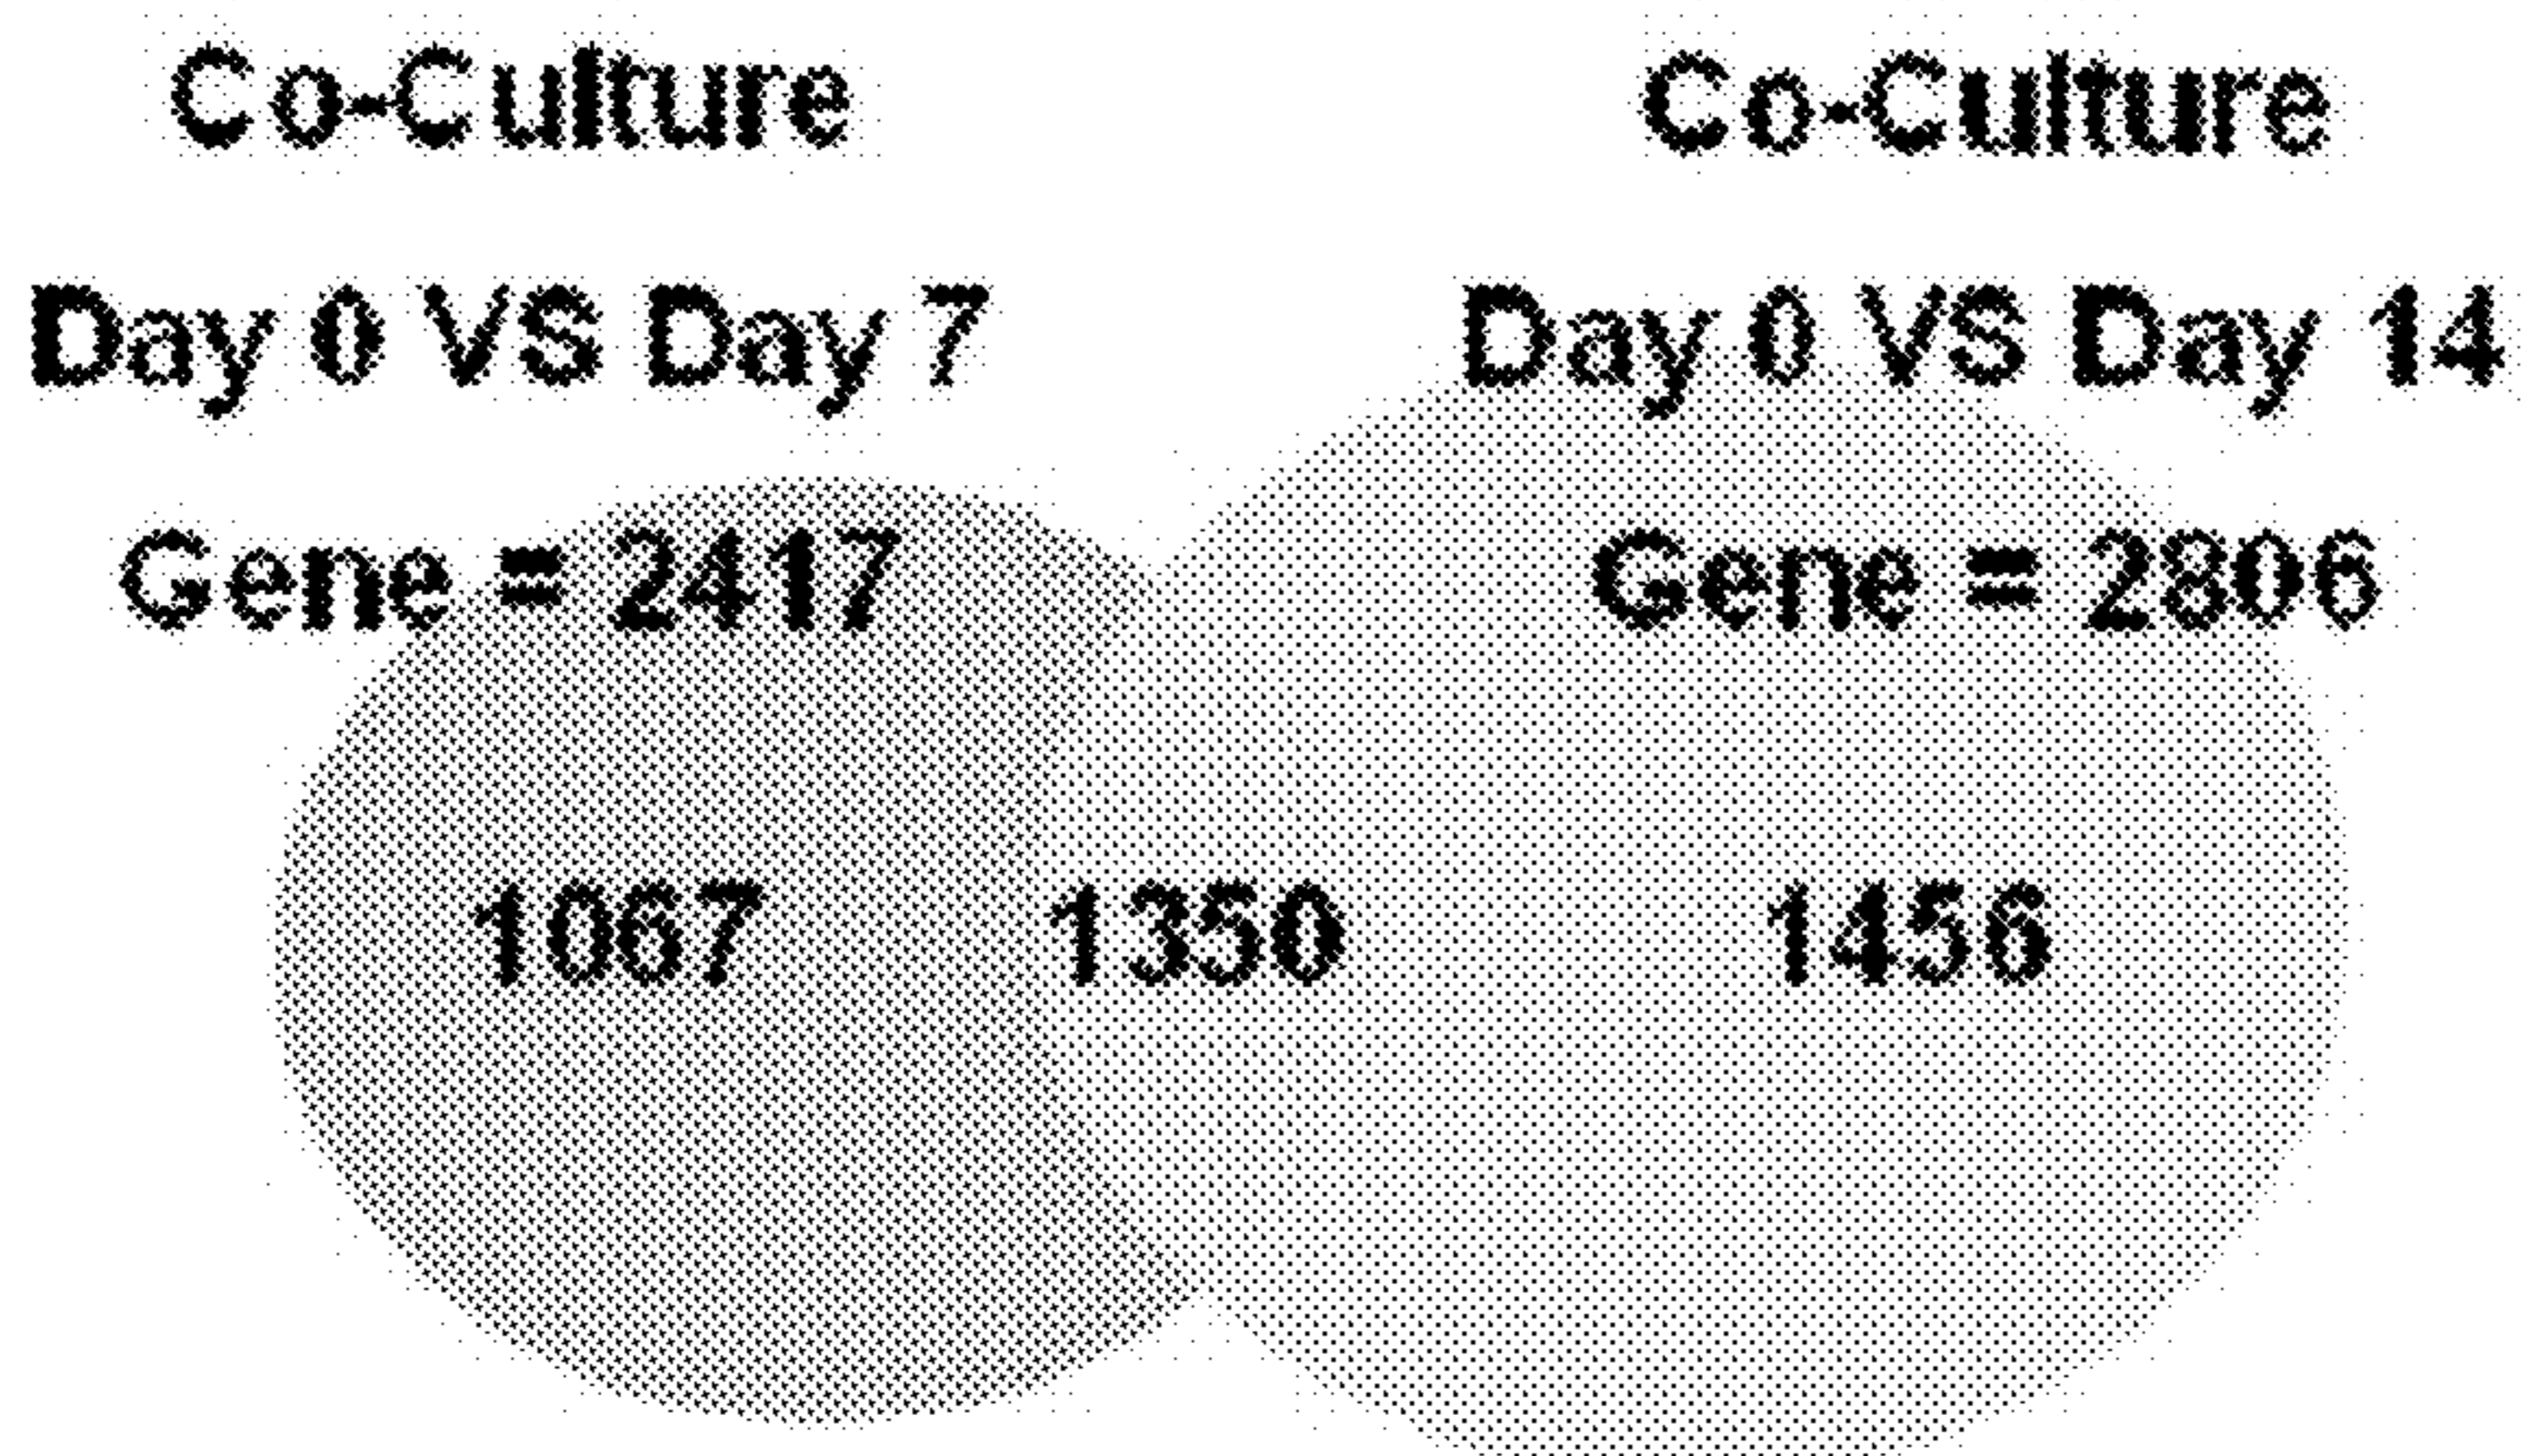 Co-Culture Co-Culture
Day 0 VS Day 7 Day 0 VS Day 14
Gene = 2417 Gene = 2806
1067 1350 1456